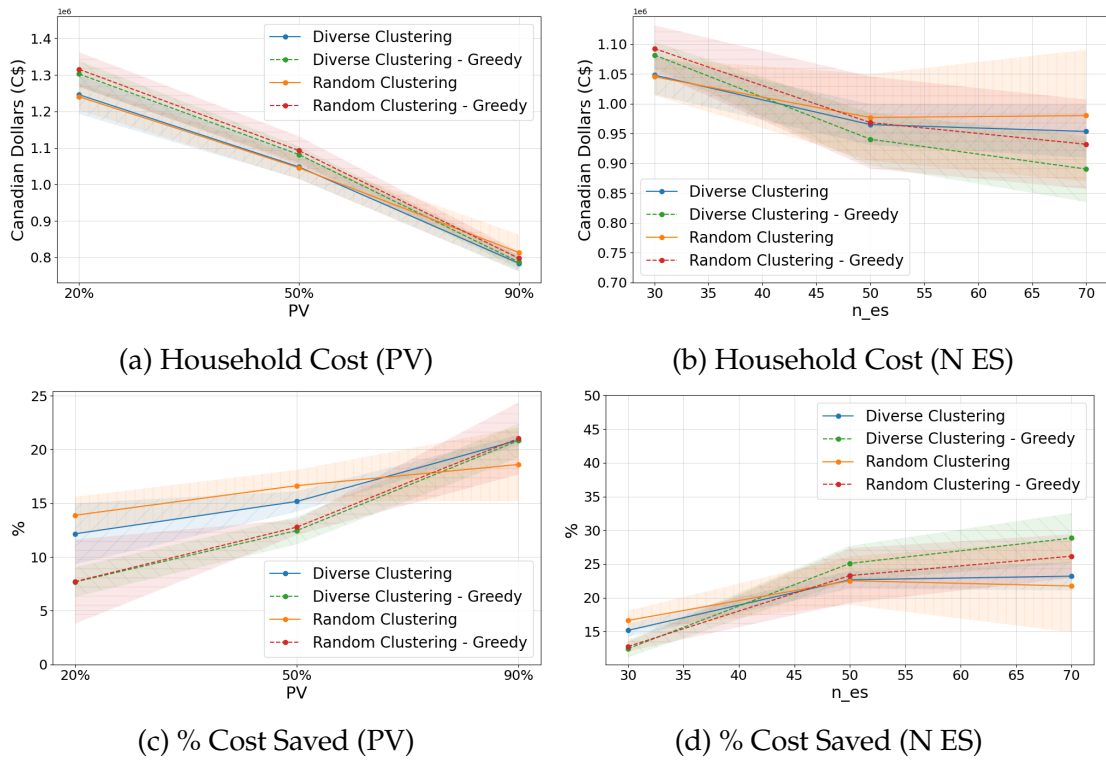 1e6
Canadian Dollars (C$)
1.4
1.3
1.2
1.1
1.0
0.9
0.8
Diverse Clustering
Diverse Clustering - Greedy
Random Clustering
Random Clustering - Greedy
20%
50%
90%
PV
(a) Household Cost (PV)
1e6
Canadian Dollars (C$)
1.10
1.05
1.00
0.95
0.90
0.85
0.80
0.75
0.70
Diverse Clustering
Diverse Clustering - Greedy
Random Clustering
Random Clustering - Greedy
30
35
40
45
50
55
60
65
70
n_es
(b) Household Cost (N ES)
%
25
20
15
10
5
0
Diverse Clustering
Diverse Clustering - Greedy
Random Clustering
Random Clustering - Greedy
20%
50%
90%
PV
(c) % Cost Saved (PV)
%
50
45
40
35
30
25
20
15
Diverse Clustering
Diverse Clustering - Greedy
Random Clustering
Random Clustering - Greedy
30
35
40
45
50
55
60
65
70
n_es
(d) % Cost Saved (N ES)